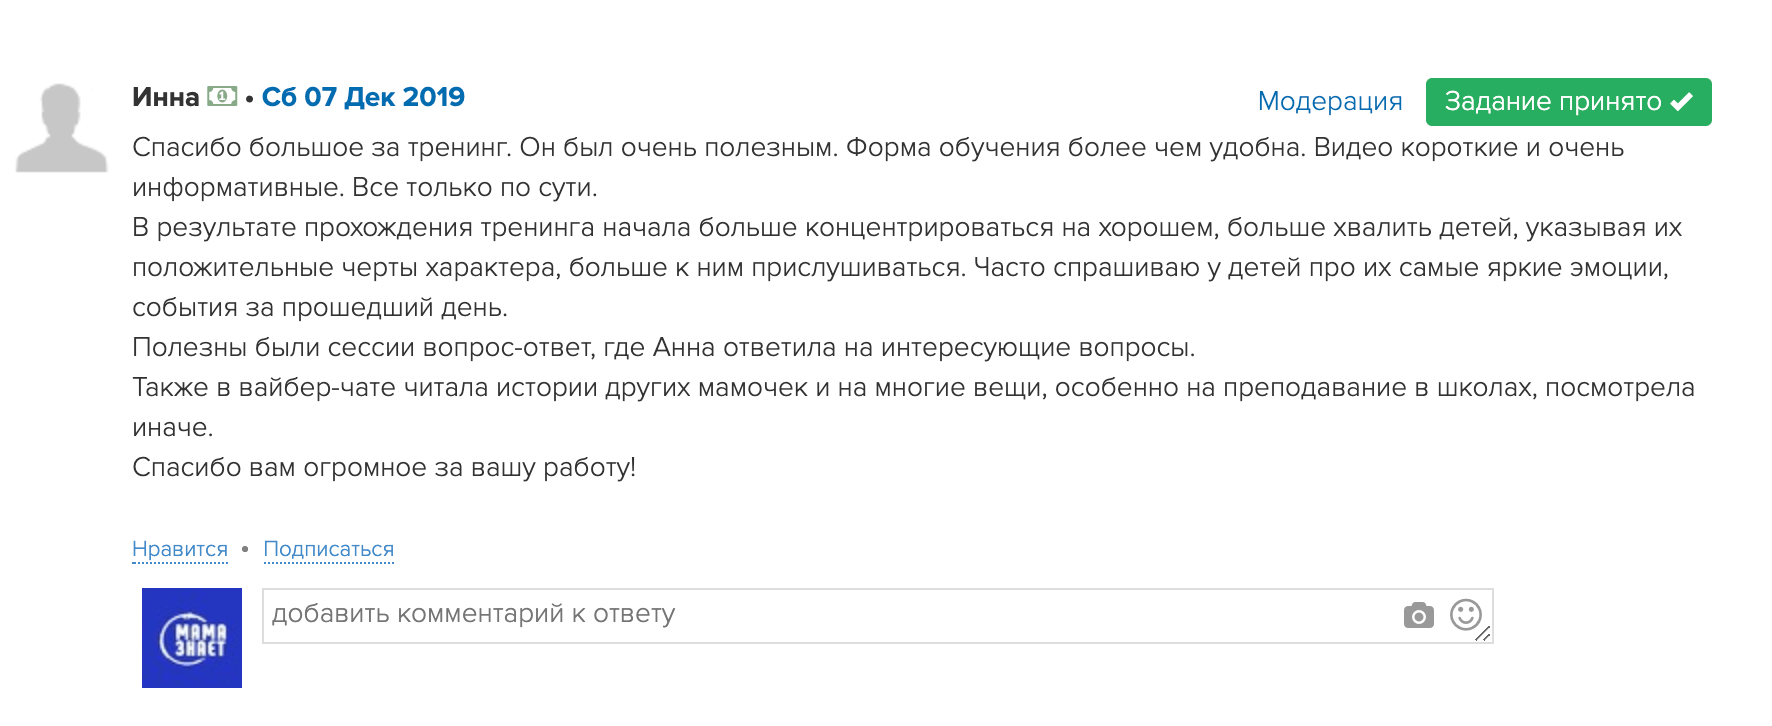 Инна • Сб 07 Дек 2019
Модерация
Задание принято
Спасибо большое за тренинг. Он был очень полезным. Форма обучения более чем удобна. Видео короткие и очень
информативные. Все только по сути.
В результате прохождения тренинга начала больше концентрироваться на хорошем, больше хвалить детей, указывая их
положительные черты характера, больше к ним прислушиваться. Часто спрашиваю у детей про их самые яркие эмоции,
события за прошедший день.
Полезны были сессии вопрос-ответ, где Анна ответила на интересующие вопросы.
Также в вайбер-чате читала истории других мамочек и на многие вещи, особенно на преподавание в школах, посмотрела
иначе.
Спасибо вам огромное за вашу работу!
Нравится • Подписаться
МАМА
ЗНАЕТ
добавить комментарий к ответу